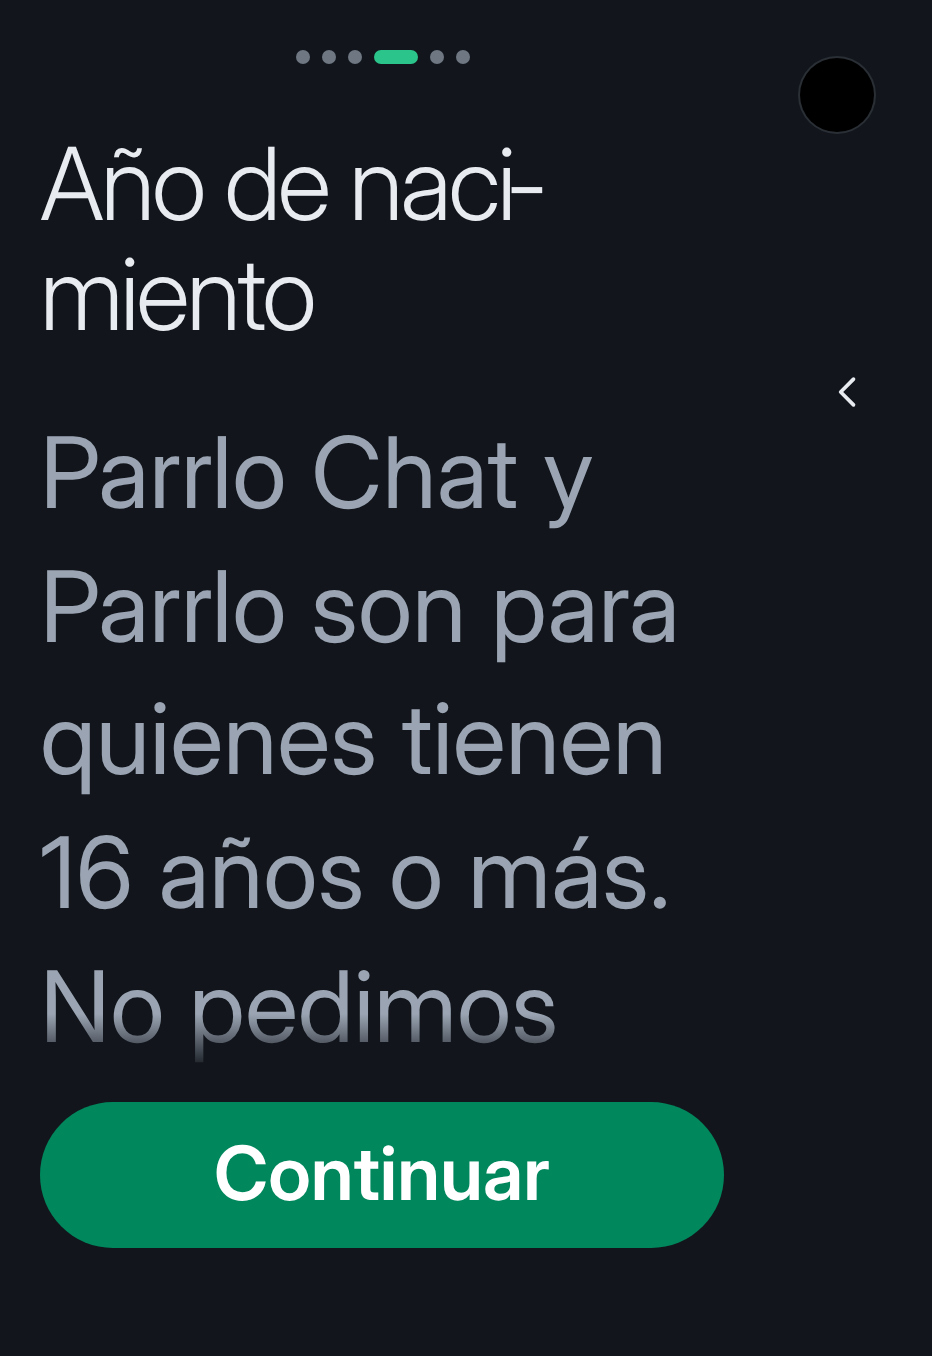 Año de naci-
miento
Parrlo Chat y
Parrlo son para
quienes tienen
16 años o más.
No pedimos
Continuar